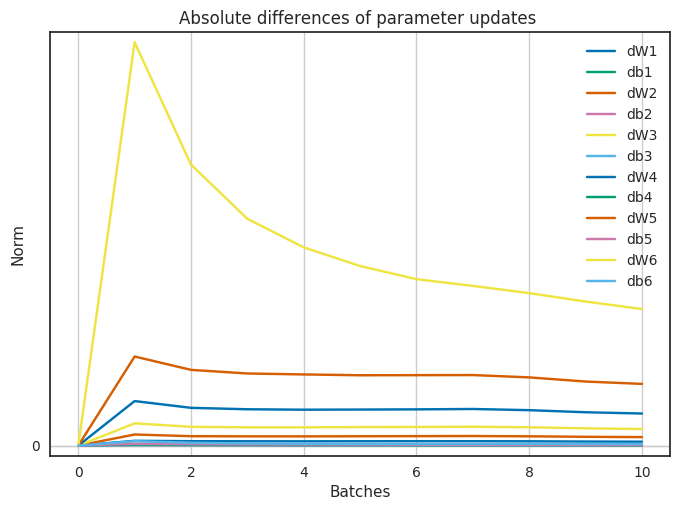 Absolute differences of parameter updates
Norm
0
dW1
db1
dW2
db2
dW3
db3
dW4
db4
dW5
db5
dW6
db6
0 2 4 6 8 10
Batches